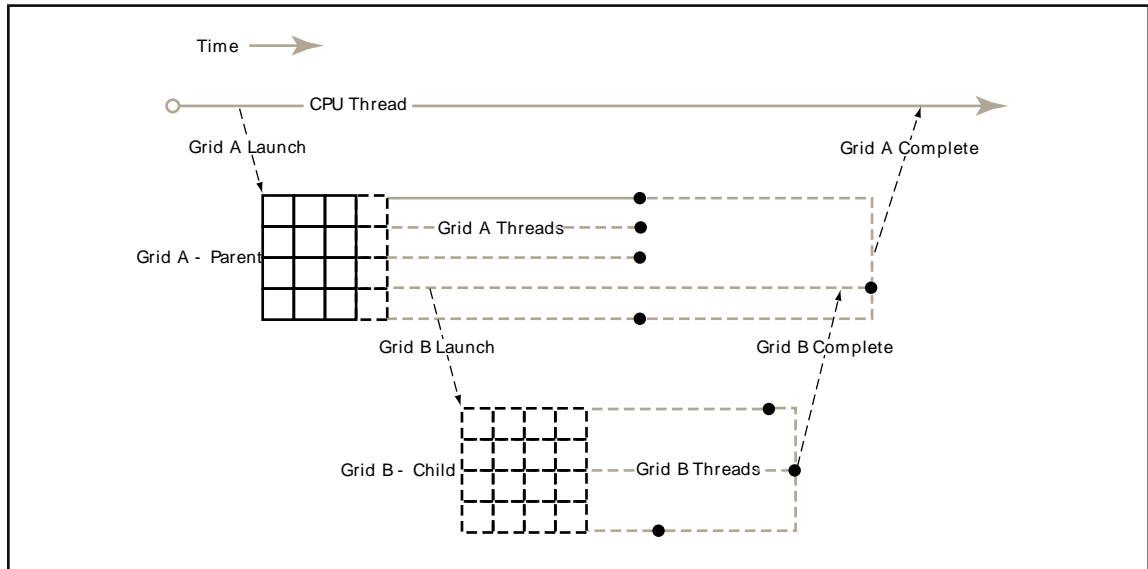 Time
CPU Thread
Grid A Launch
Grid A Complete
Grid A Threads
Grid A - Parent
Grid B Launch
Grid B Complete
Grid B - Child
Grid B Threads